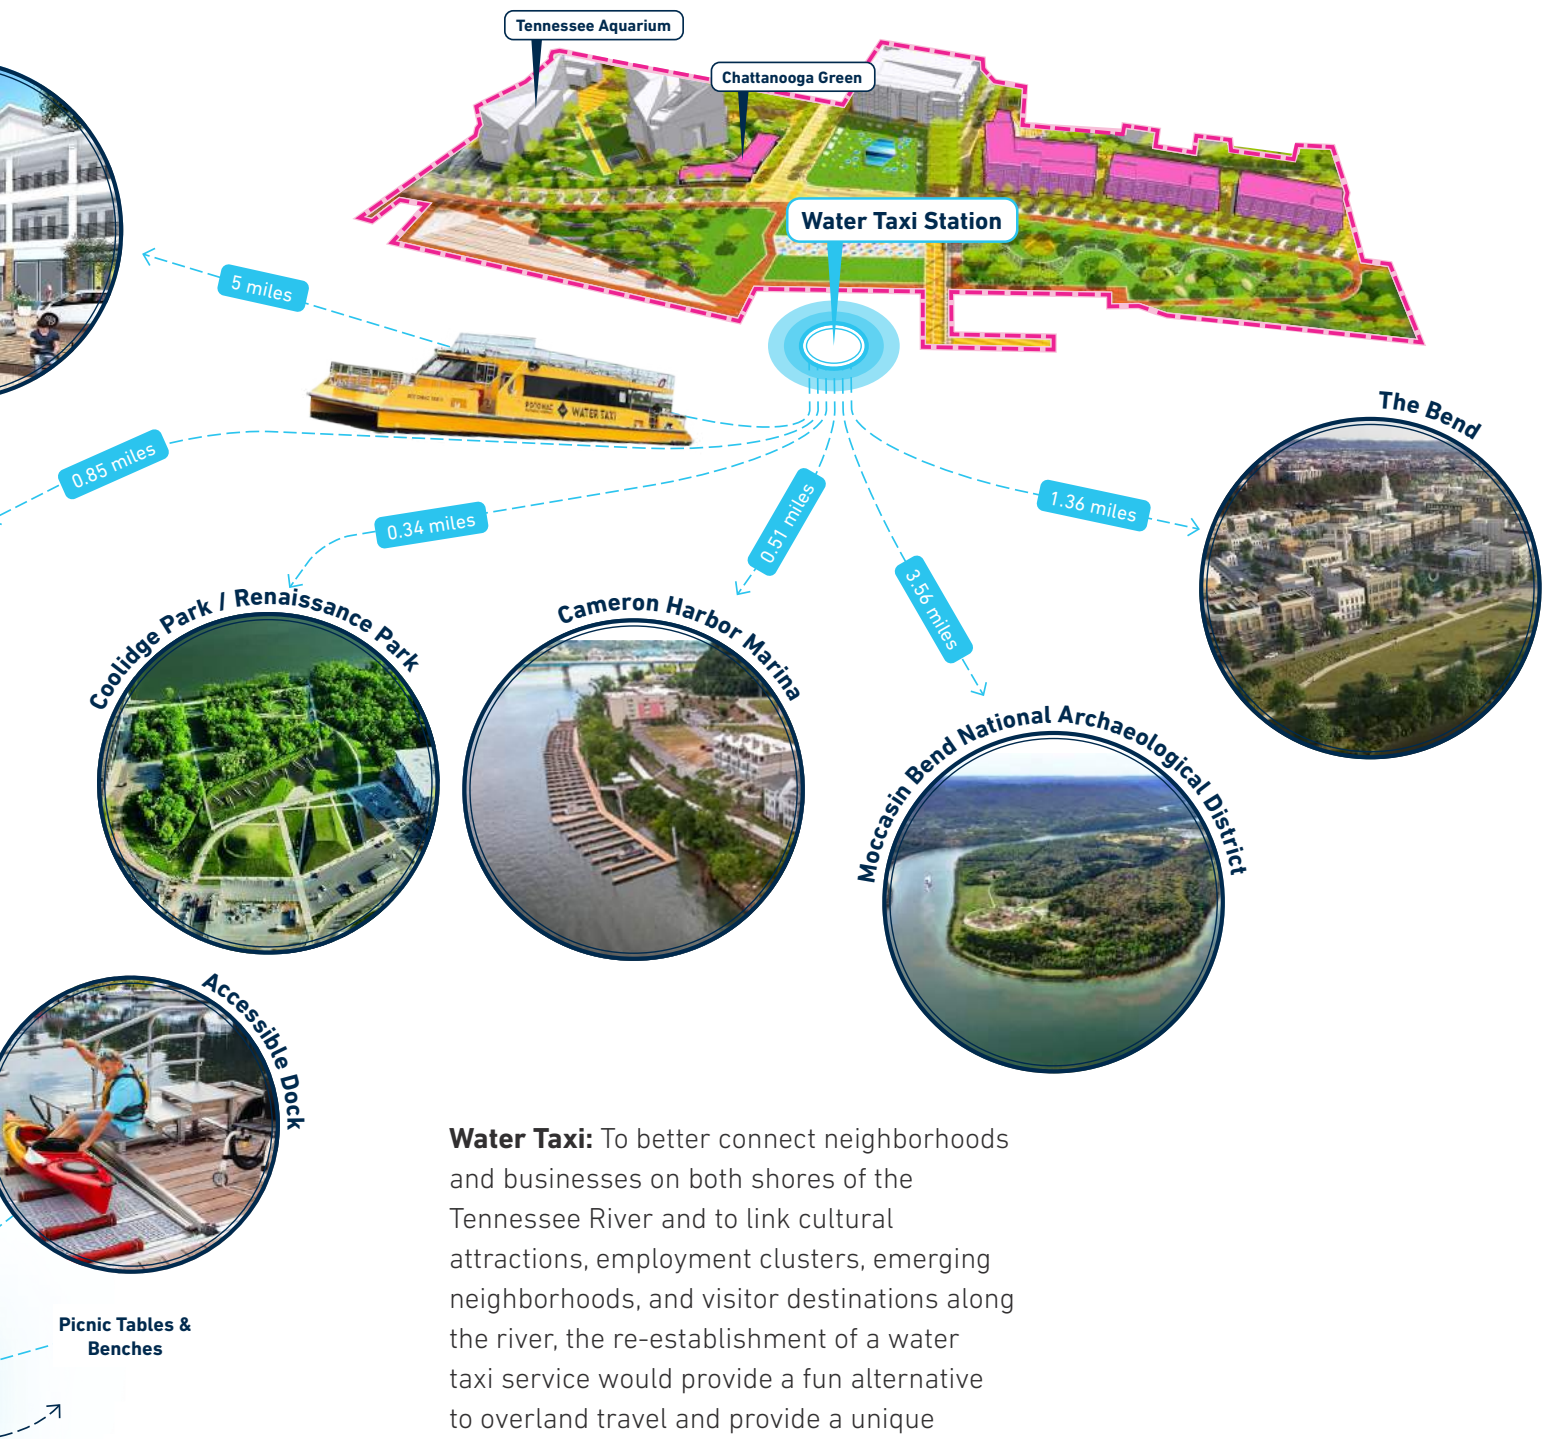 Tennessee Aquarium
Chattanooga Green
Water Taxi Station
5 miles
POTOMAC
WATER TAXI
0.85 miles
0.34 miles
0.51 miles
3.56 miles
1.36 miles
The Bend
Coolidge Park / Renaissance Park
Cameron Harbor Marina
Moccasin Bend National Archaeological District
Accessible Dock
Picnic Tables &
Benches
Water Taxi: To better connect neighborhoods
and businesses on both shores of the
Tennessee River and to link cultural
attractions, employment clusters, emerging
neighborhoods, and visitor destinations along
the river, the re-establishment of a water
taxi service would provide a fun alternative
to overland travel and provide a unique